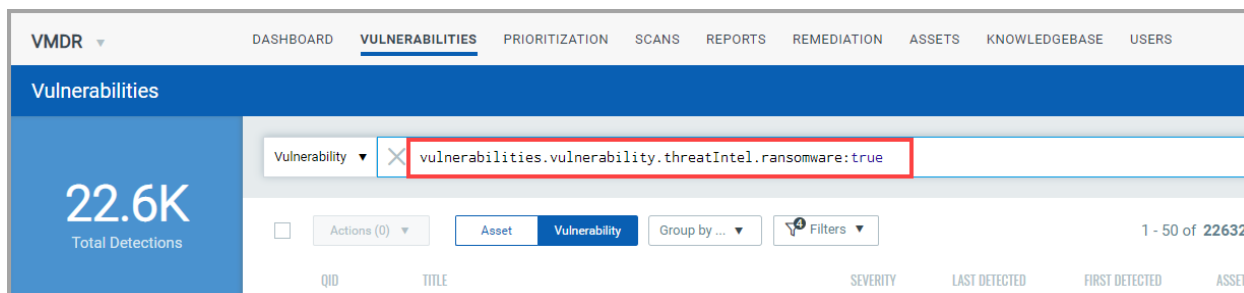 VMDR DASHBOARD VULNERABILITIES PRIORITIZATION SCANS REPORTS REMEDIATION ASSETS KNOWLEDGEBASE USERS
Vulnerabilities
Vulnerability vulnerabilities.vulnerability.threatIntel.ransomware:true
22.6K
Total Detections
Actions (0) Asset Vulnerability Group by ... 4 Filters 1 - 50 of 22632
QID TITLE SEVERITY LAST DETECTED FIRST DETECTED ASSET